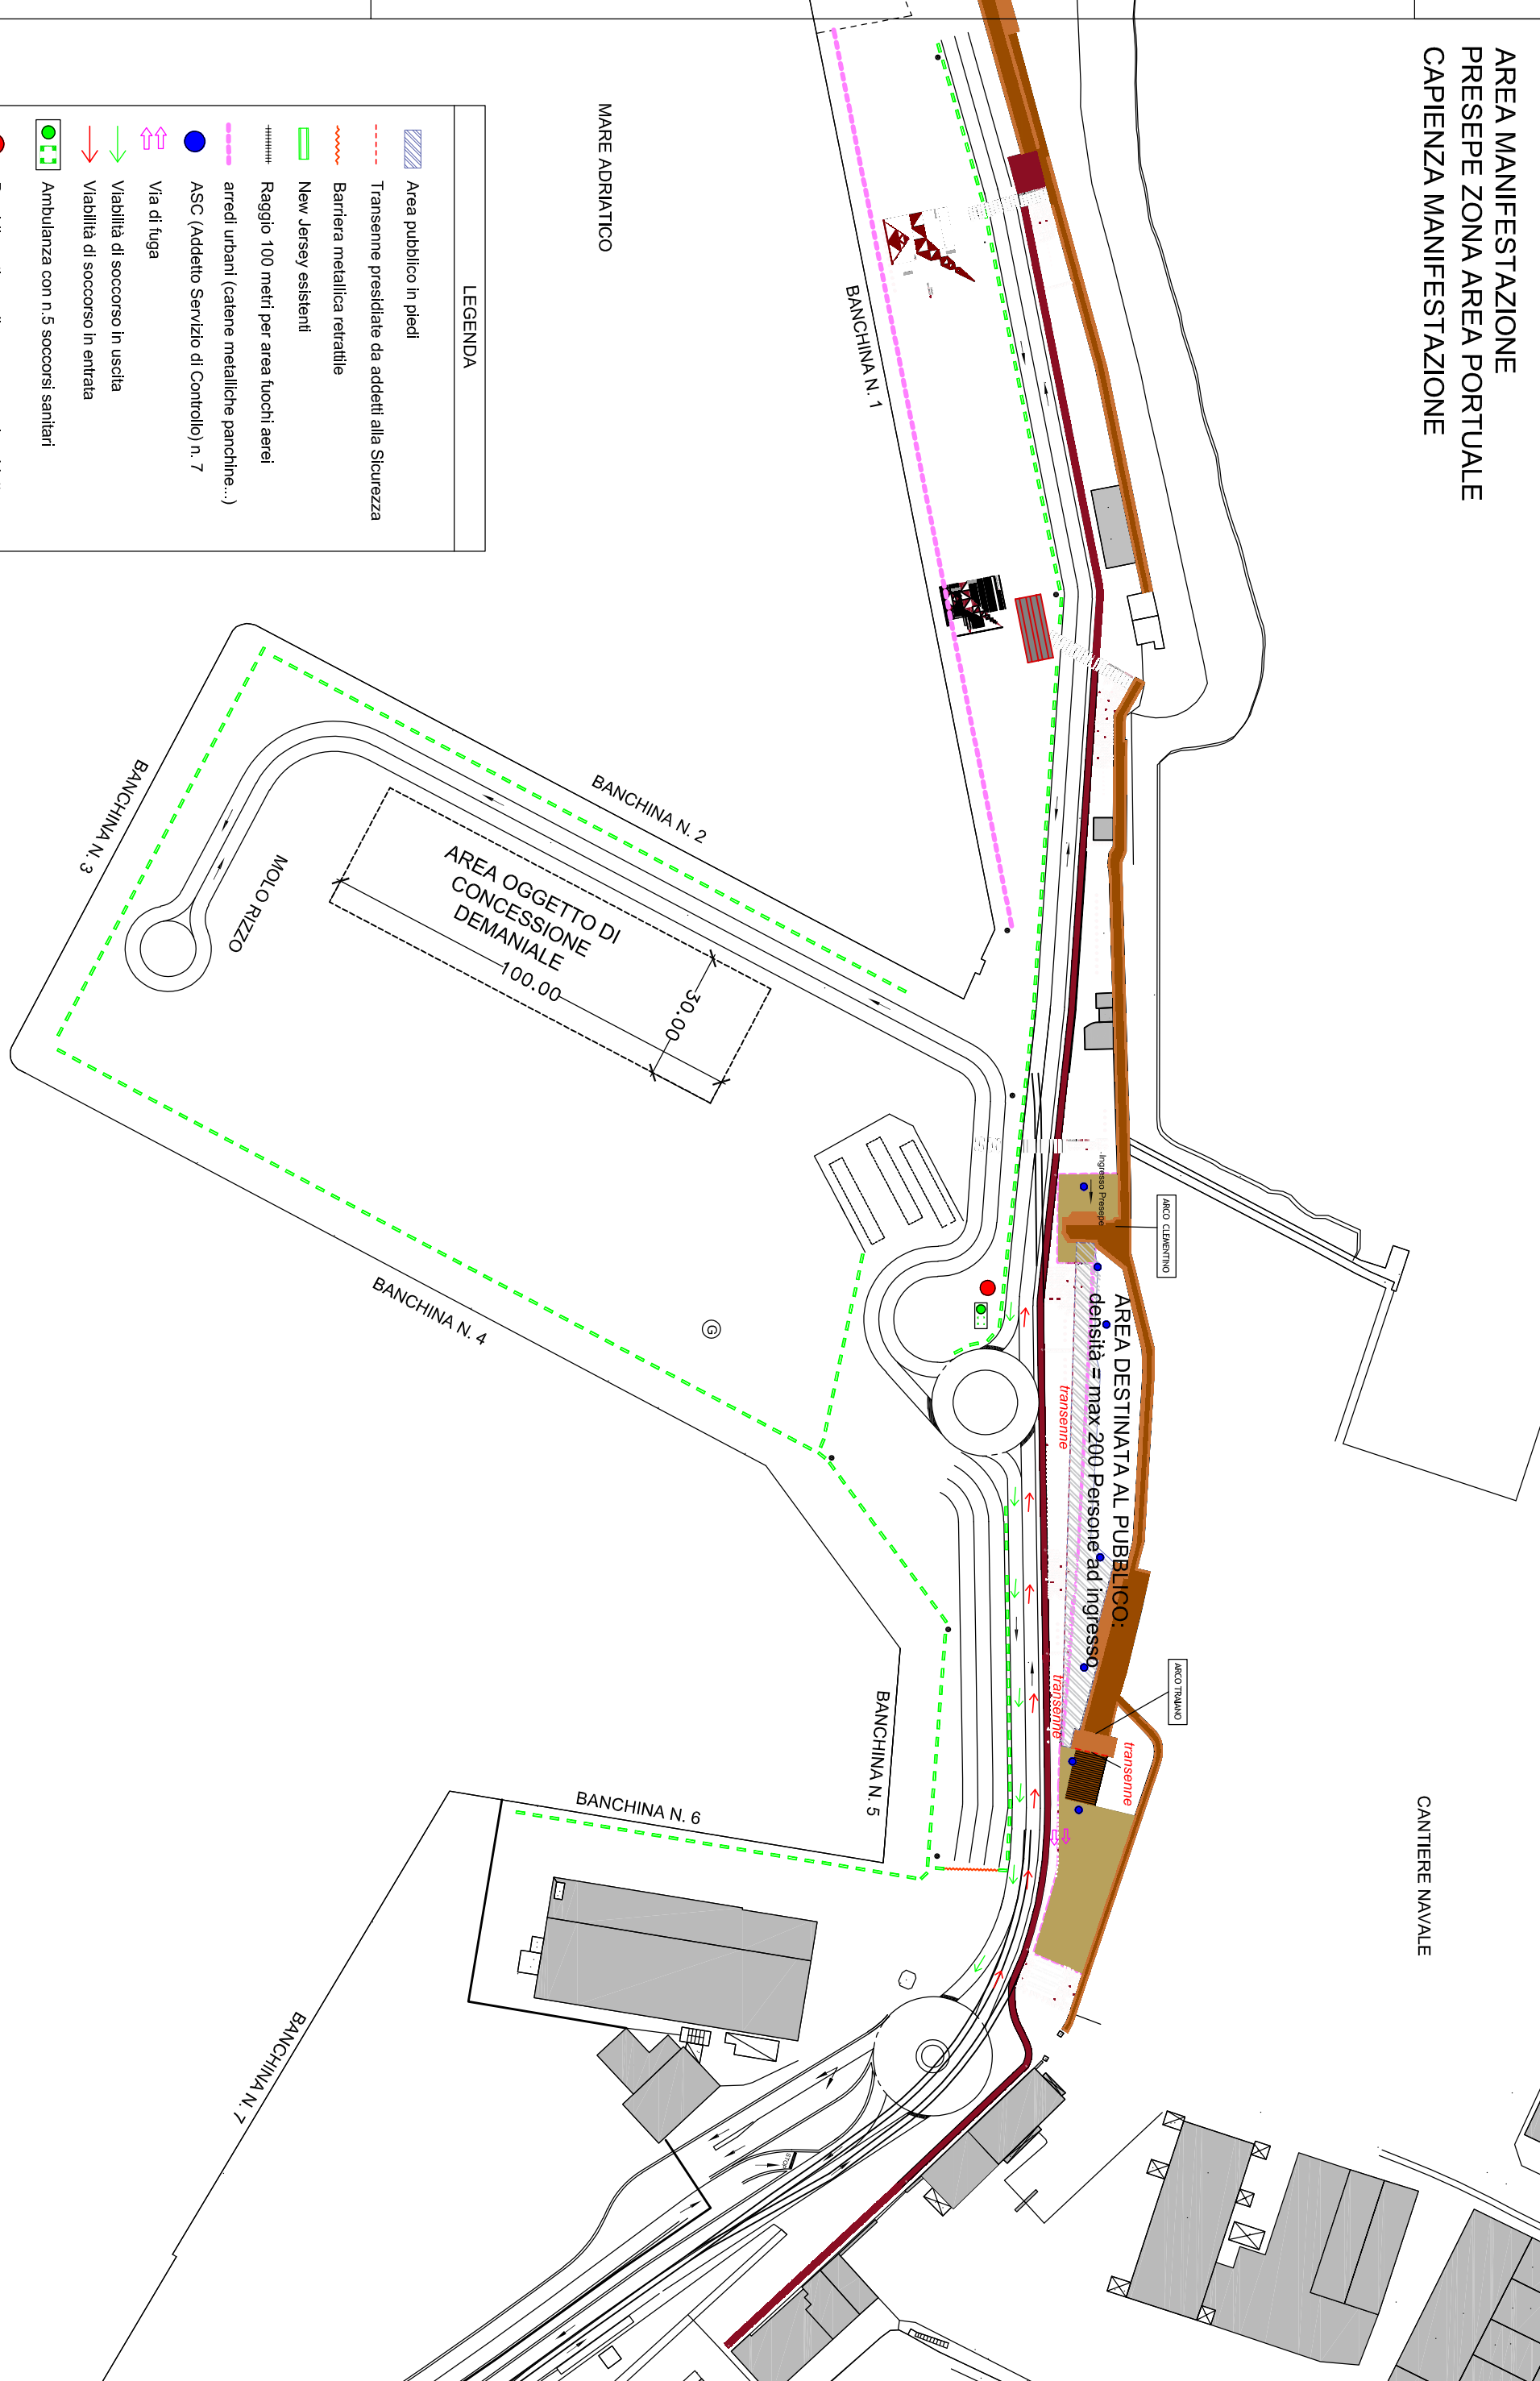 AREA MANIFESTAZIONE
PRESEPE ZONA AREA PORTUALE
CAPIENZA MANIFESTAZIONE
MARE ADRIATICO
LEGENDA
Area pubblico in piedi
Transenne presidiate da addetti alla Sicurezza
Barriera metallica retrattile
New Jersey esistenti
Raggio 100 metri per area fuochi aerei
arredi urbani (catene metalliche panchine...)
ASC (Addetto Servizio di Controllo) n. 7
Via di fuga
Viabilità di soccorso in uscita
Viabilità di soccorso in entrata
Ambulanza con n.5 soccorsi sanitari
BANCHINA N. 1
BANCHINA N. 2
BANCHINA N. 3
MOLO RIZZO
AREA OGGETTO DI
CONCESSIONE
DEMANIALE
100.00
30.00
BANCHINA N. 4
G
Ingresso Presepe
ARCO CLEMENTINO
AREA DESTINATA AL PUBBLICO:
densità = max 200 Persone ad ingresso
transenne
transenne
transenne
ARCO TRAIANO
BANCHINA N. 5
BANCHINA N. 6
CANTIERE NAVALE
BANCHINA N. 7
STOP